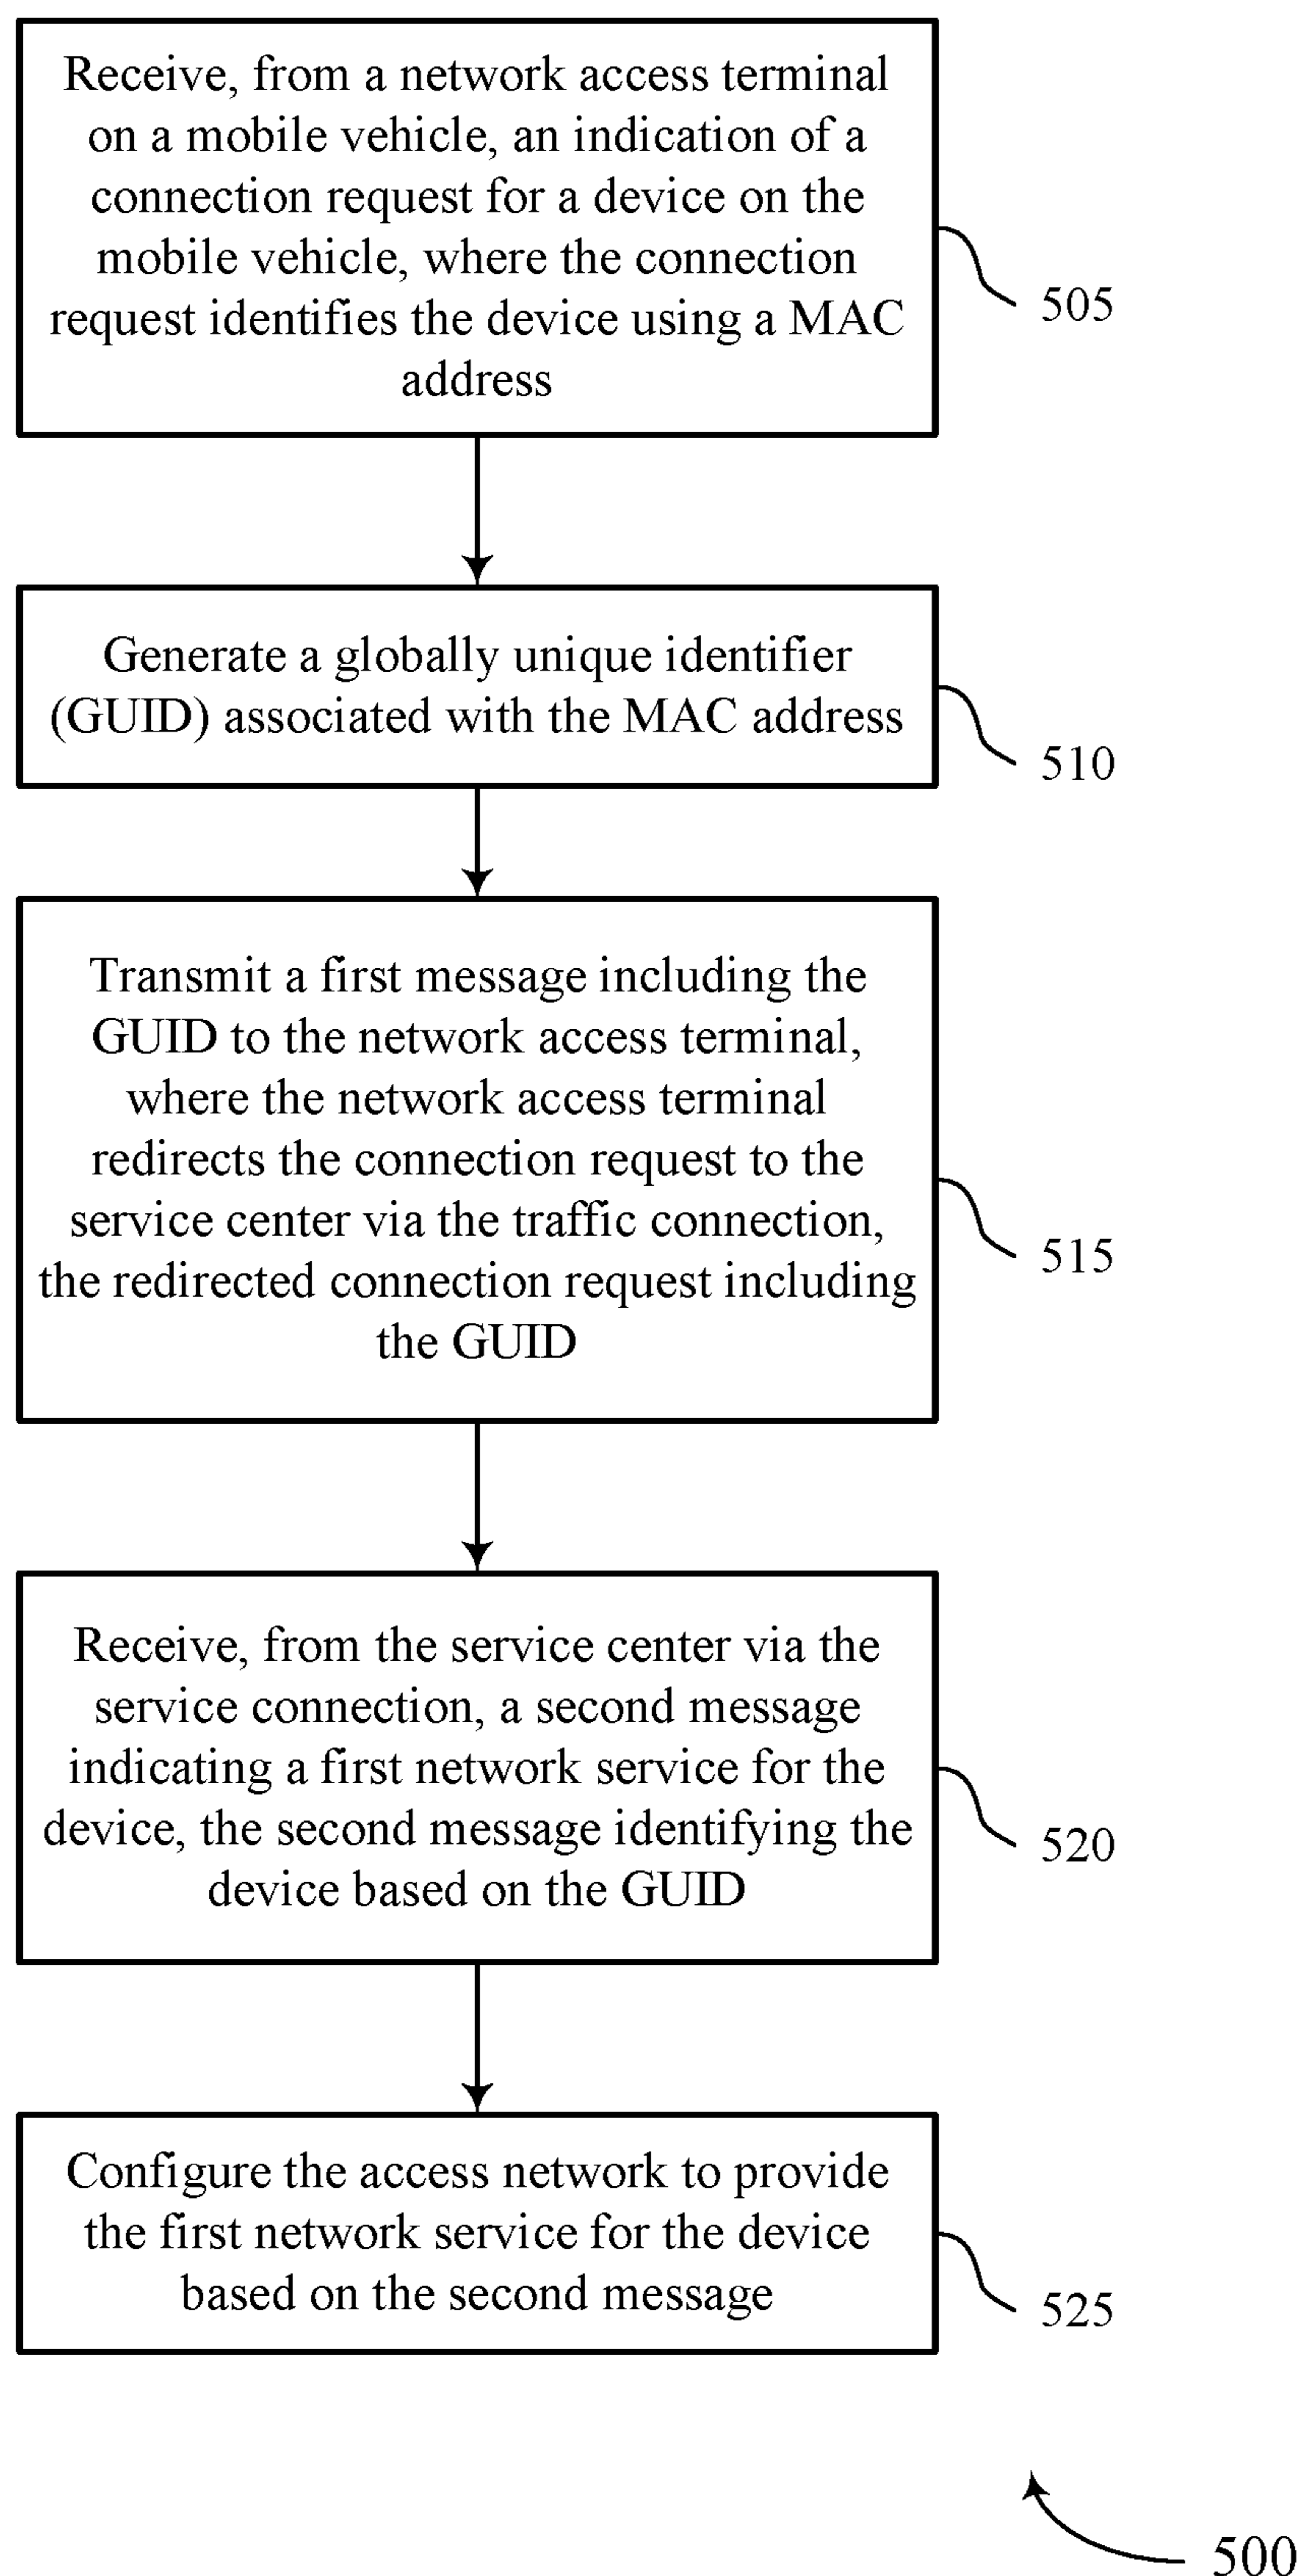 Receive, from a network access terminal
on a mobile vehicle, an indication of a
connection request for a device on the
mobile vehicle, where the connection
request identifies the device using a MAC
address
505
Generate a globally unique identifier
(GUID) associated with the MAC address
510
Transmit a first message including the
GUID to the network access terminal,
where the network access terminal
redirects the connection request to the
service center via the traffic connection,
the redirected connection request including
the GUID
515
Receive, from the service center via the
service connection, a second message
indicating a first network service for the
device, the second message identifying the
device based on the GUID
520
Configure the access network to provide
the first network service for the device
based on the second message
525
500